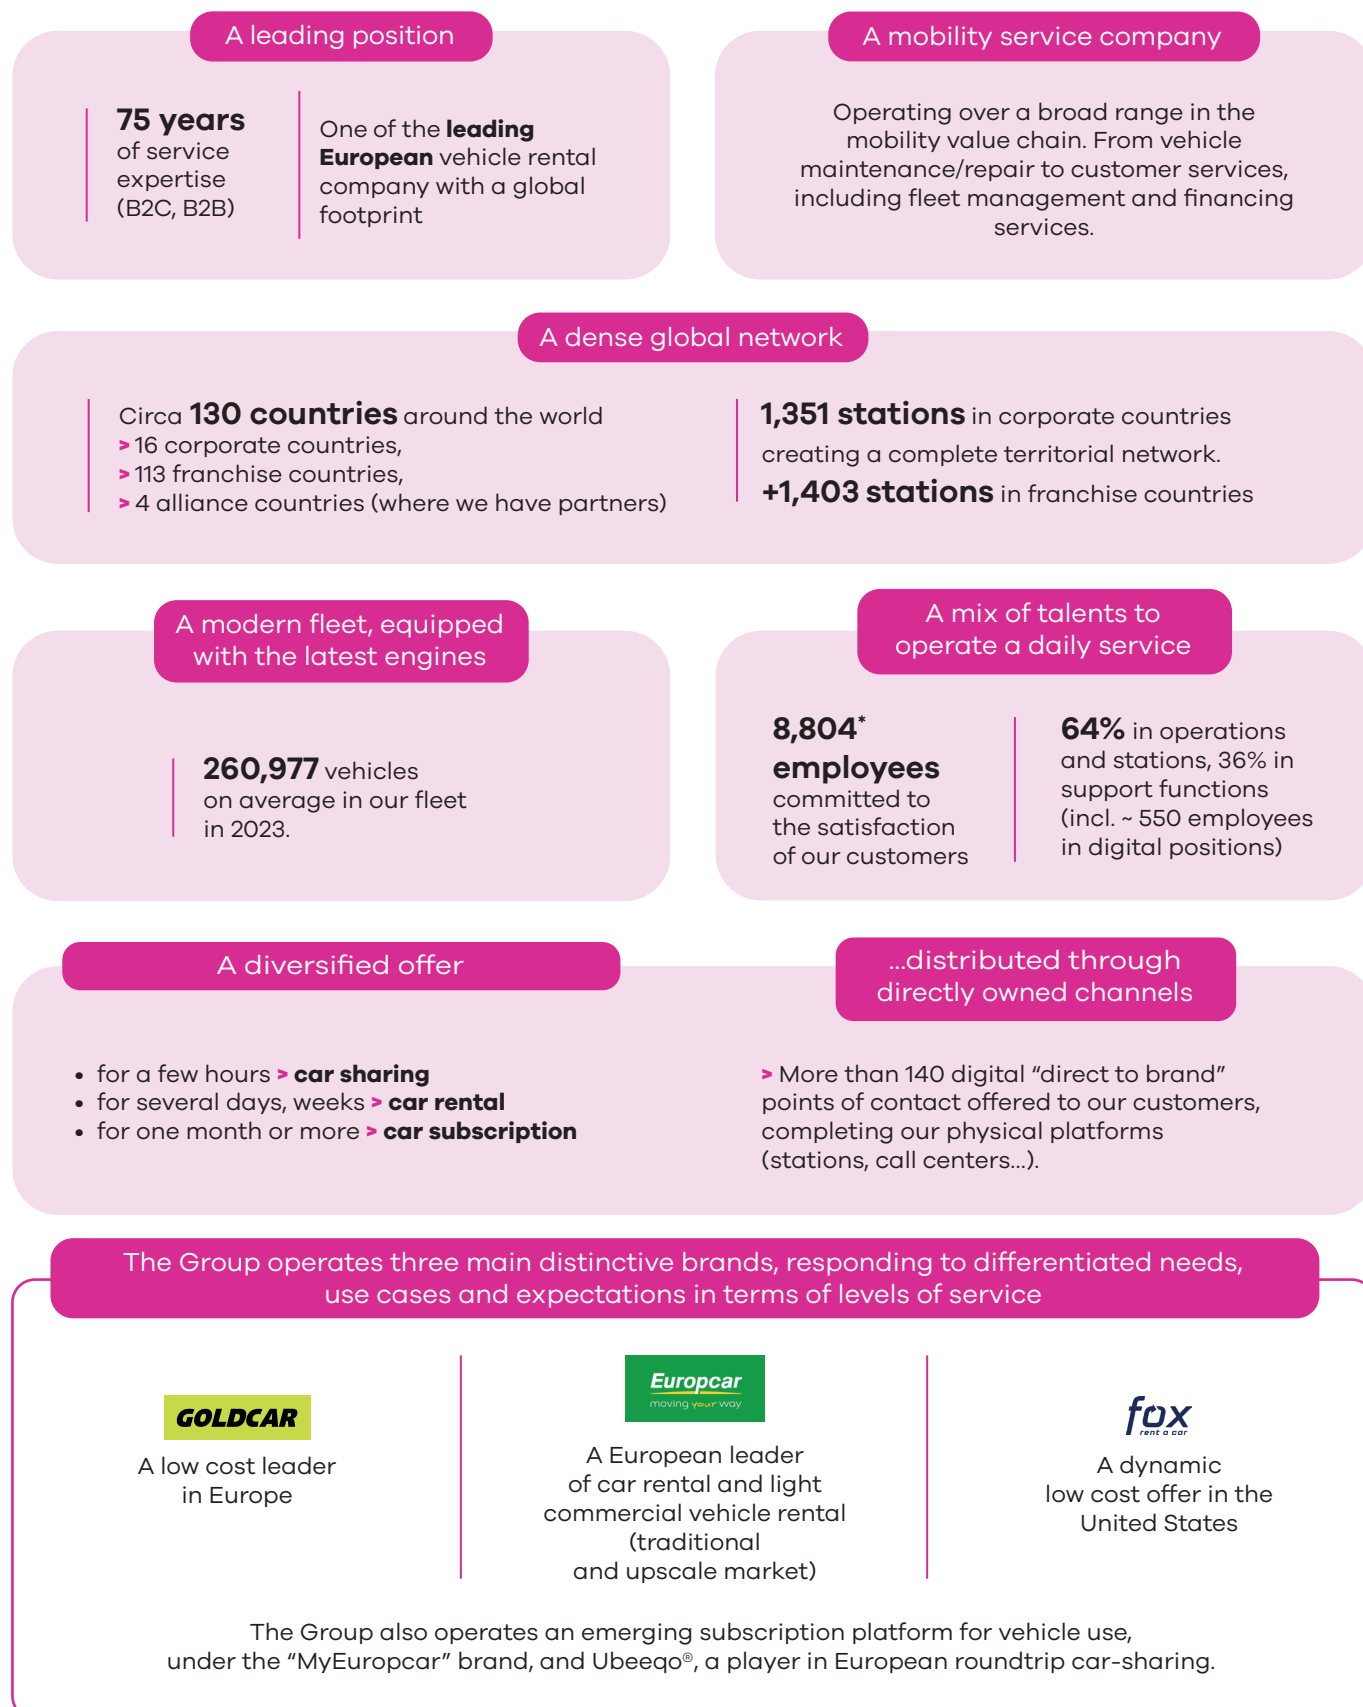 A leading position
75 years
of service
expertise
(B2C, B2B)
One of the leading
European vehicle rental
company with a global
footprint
A mobility service company
Operating over a broad range in the
mobility value chain. From vehicle
maintenance/repair to customer services,
including fleet management and financing
services.
A dense global network
Circa 130 countries around the world
> 16 corporate countries,
> 113 franchise countries,
> 4 alliance countries (where we have partners)
1,351 stations in corporate countries
creating a complete territorial network.
+1,403 stations in franchise countries
A modern fleet, equipped
with the latest engines
260,977 vehicles
on average in our fleet
in 2023.
A mix of talents to
operate a daily service
8,804*
employees
committed to
the satisfaction
of our customers
64% in operations
and stations, 36% in
support functions
(incl. ~ 550 employees
in digital positions)
A diversified offer
• for a few hours > car sharing
• for several days, weeks > car rental
• for one month or more > car subscription
...distributed through
directly owned channels
> More than 140 digital “direct to brand”
points of contact offered to our customers,
completing our physical platforms
(stations, call centers...).
The Group operates three main distinctive brands, responding to differentiated needs,
use cases and expectations in terms of levels of service
GOLDCAR
A low cost leader
in Europe
Europcar
moving your way
A European leader
of car rental and light
commercial vehicle rental
(traditional
and upscale market)
fox
rent a car
A dynamic
low cost offer in the
United States
The Group also operates an emerging subscription platform for vehicle use,
under the “MyEuropcar” brand, and Ubeeqo®, a player in European roundtrip car-sharing.